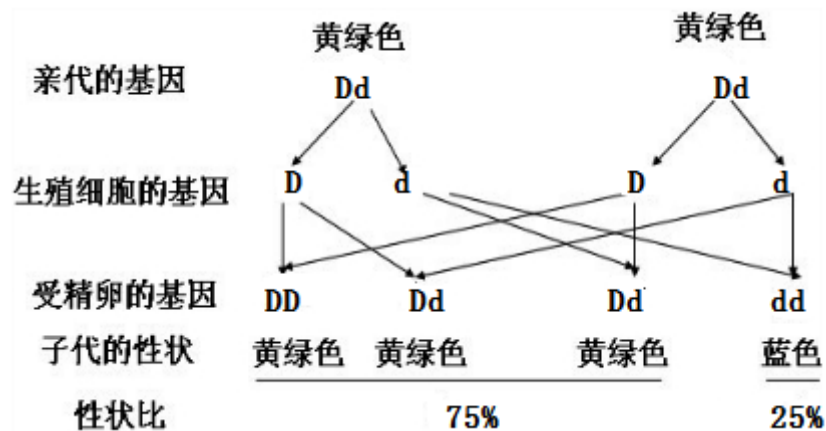 黄绿色 黄绿色
亲代的基因 Dd Dd
生殖细胞的基因 D d D d
受精卵的基因 DD Dd Dd dd
子代的性状 黄绿色 黄绿色 黄绿色 蓝色
性状比 75% 25%